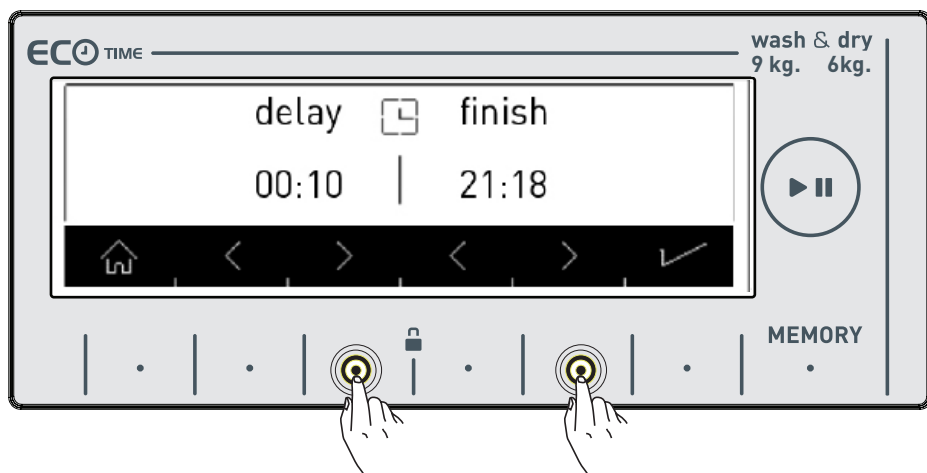 ECO TIME
wash & dry
9 kg. 6kg.
delay finish
00:10 21:18
MEMORY